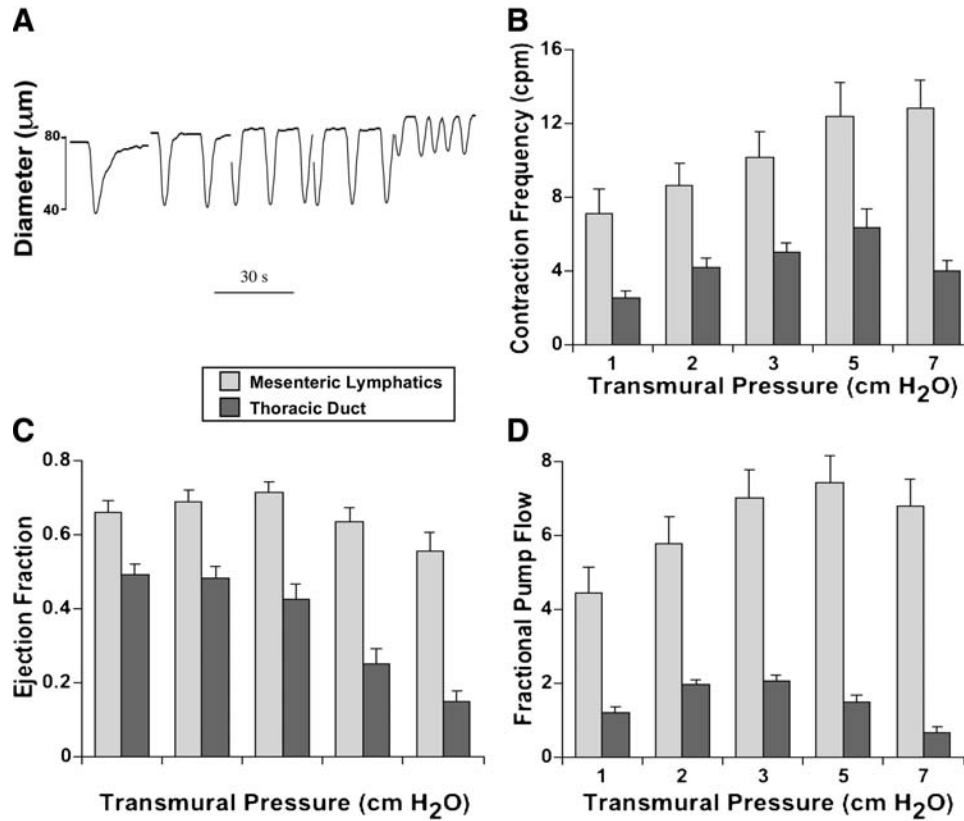 A
Diameter (μm)
80
40
30 s
B
Contraction Frequency (cpm)
16
12
8
4
0
1 2 3 5 7
Transmural Pressure (cm H2O)
Mesenteric Lymphatics
Thoracic Duct
C
Ejection Fraction
0.8
0.6
0.4
0.2
0
Transmural Pressure (cm H2O)
D
Fractional Pump Flow
8
6
4
2
0
1 2 3 5 7
Transmural Pressure (cm H2O)